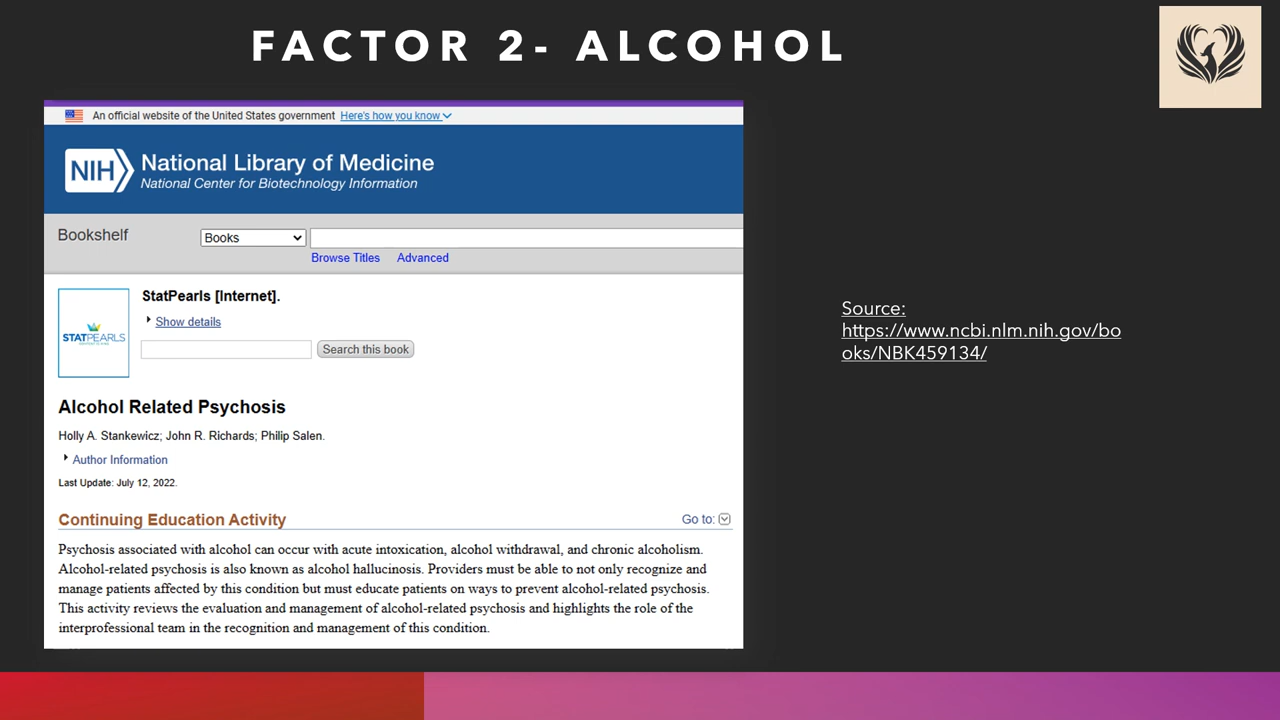 FACTOR 2- ALCOHOL
An official website of the United States government Here's how you know
NIH National Library of Medicine
National Center for Biotechnology Information
Bookshelf
Books
Browse Titles Advanced
STATPEARLS
StatPearls [Internet].
Show details
Search this book
Alcohol Related Psychosis
Holly A. Stankewicz; John R. Richards; Philip Salen.
Author Information
Last Update: July 12, 2022.
Continuing Education Activity
Go to:
Psychosis associated with alcohol can occur with acute intoxication, alcohol withdrawal, and chronic alcoholism.
Alcohol-related psychosis is also known as alcohol hallucinosis. Providers must be able to not only recognize and
manage patients affected by this condition but must educate patients on ways to prevent alcohol-related psychosis.
This activity reviews the evaluation and management of alcohol-related psychosis and highlights the role of the
interprofessional team in the recognition and management of this condition.
Source:
https://www.ncbi.nlm.nih.gov/bo
oks/NBK459134/